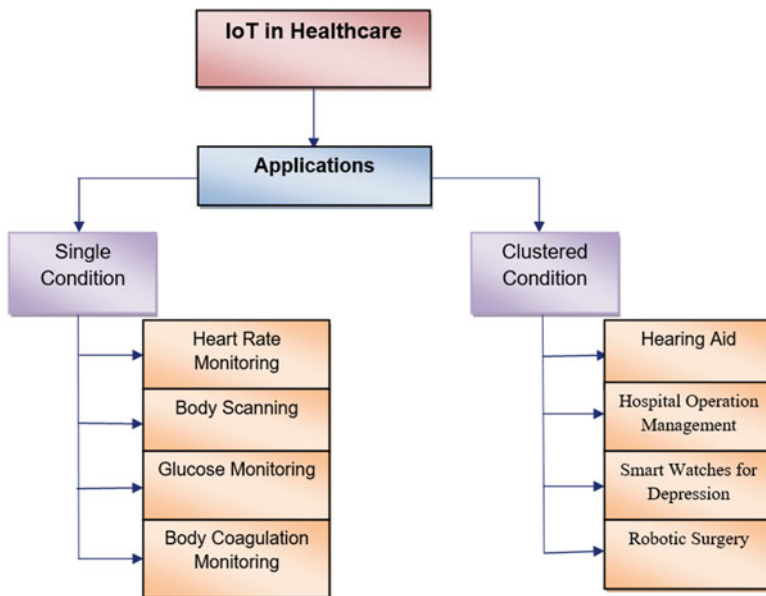 IoT in Healthcare
Applications
Single
Condition
Heart Rate
Monitoring
Body Scanning
Glucose Monitoring
Body Coagulation
Monitoring
Clustered
Condition
Hearing Aid
Hospital Operation
Management
Smart Watches for
Depression
Robotic Surgery